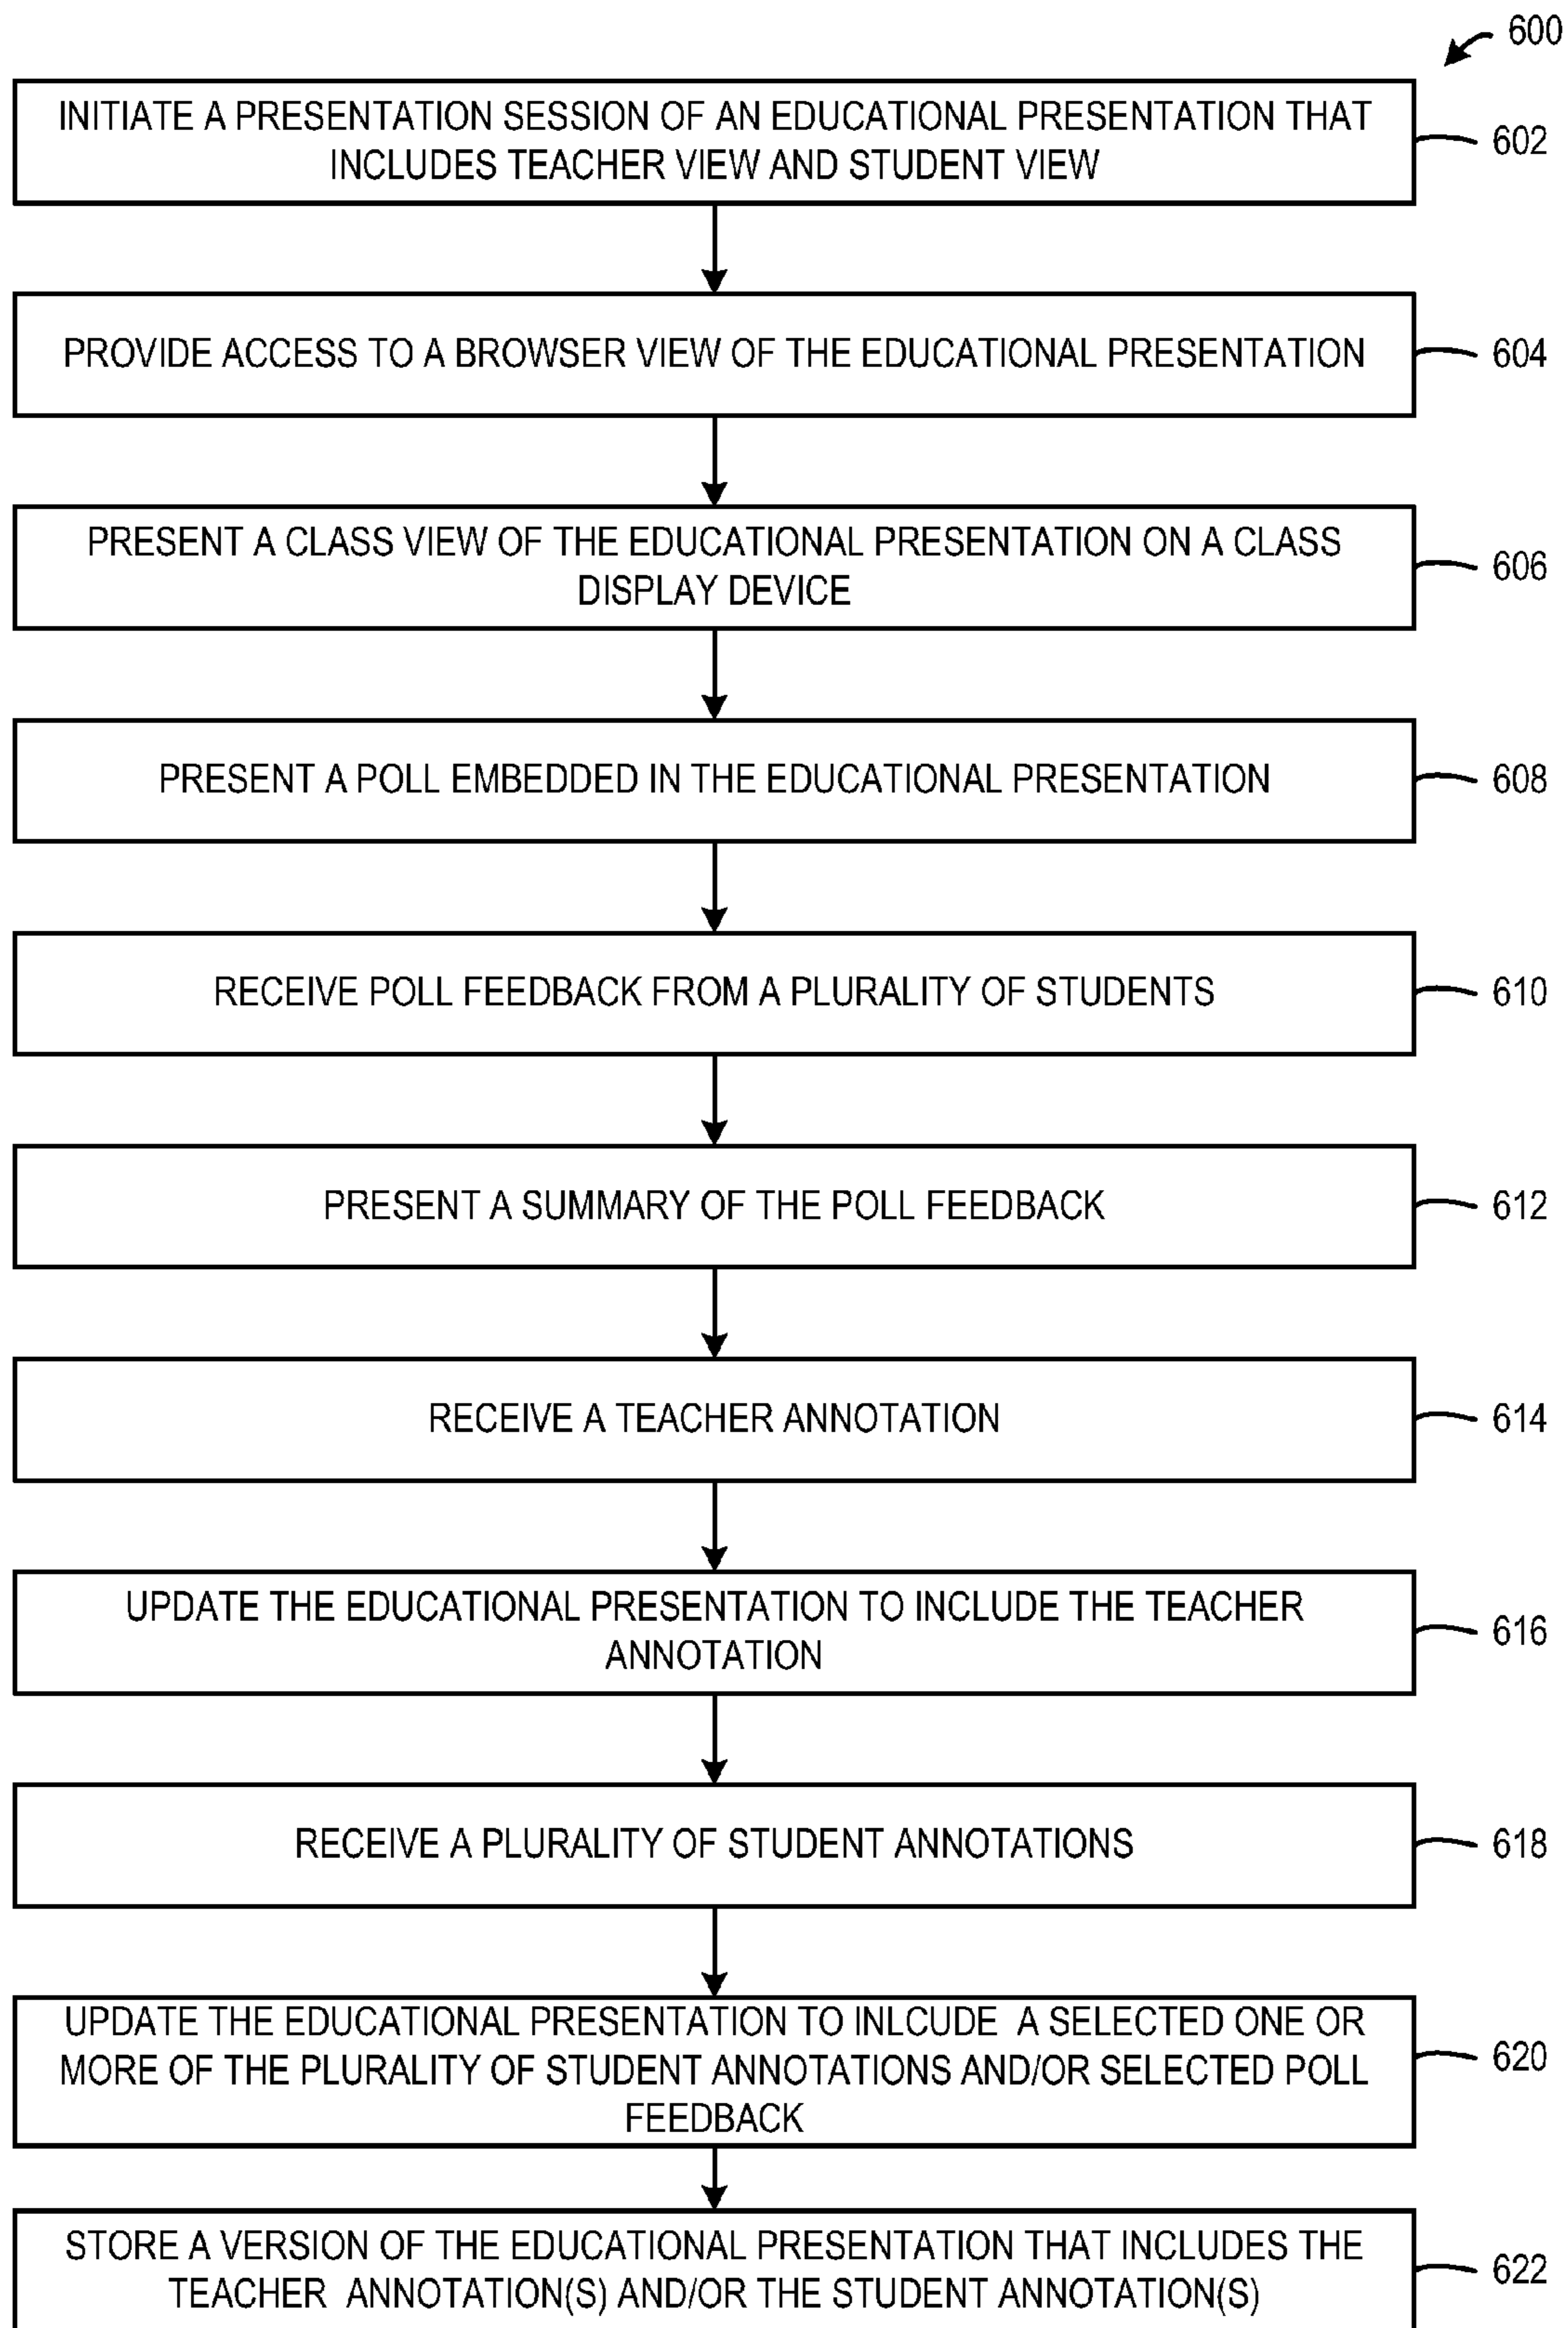 600
INITIATE A PRESENTATION SESSION OF AN EDUCATIONAL PRESENTATION THAT
INCLUDES TEACHER VIEW AND STUDENT VIEW
602
PROVIDE ACCESS TO A BROWSER VIEW OF THE EDUCATIONAL PRESENTATION
604
PRESENT A CLASS VIEW OF THE EDUCATIONAL PRESENTATION ON A CLASS
DISPLAY DEVICE
606
PRESENT A POLL EMBEDDED IN THE EDUCATIONAL PRESENTATION
608
RECEIVE POLL FEEDBACK FROM A PLURALITY OF STUDENTS
610
PRESENT A SUMMARY OF THE POLL FEEDBACK
612
RECEIVE A TEACHER ANNOTATION
614
UPDATE THE EDUCATIONAL PRESENTATION TO INCLUDE THE TEACHER
ANNOTATION
616
RECEIVE A PLURALITY OF STUDENT ANNOTATIONS
618
UPDATE THE EDUCATIONAL PRESENTATION TO INLCUDE A SELECTED ONE OR
MORE OF THE PLURALITY OF STUDENT ANNOTATIONS AND/OR SELECTED POLL
FEEDBACK
620
STORE A VERSION OF THE EDUCATIONAL PRESENTATION THAT INCLUDES THE
TEACHER ANNOTATION(S) AND/OR THE STUDENT ANNOTATION(S)
622